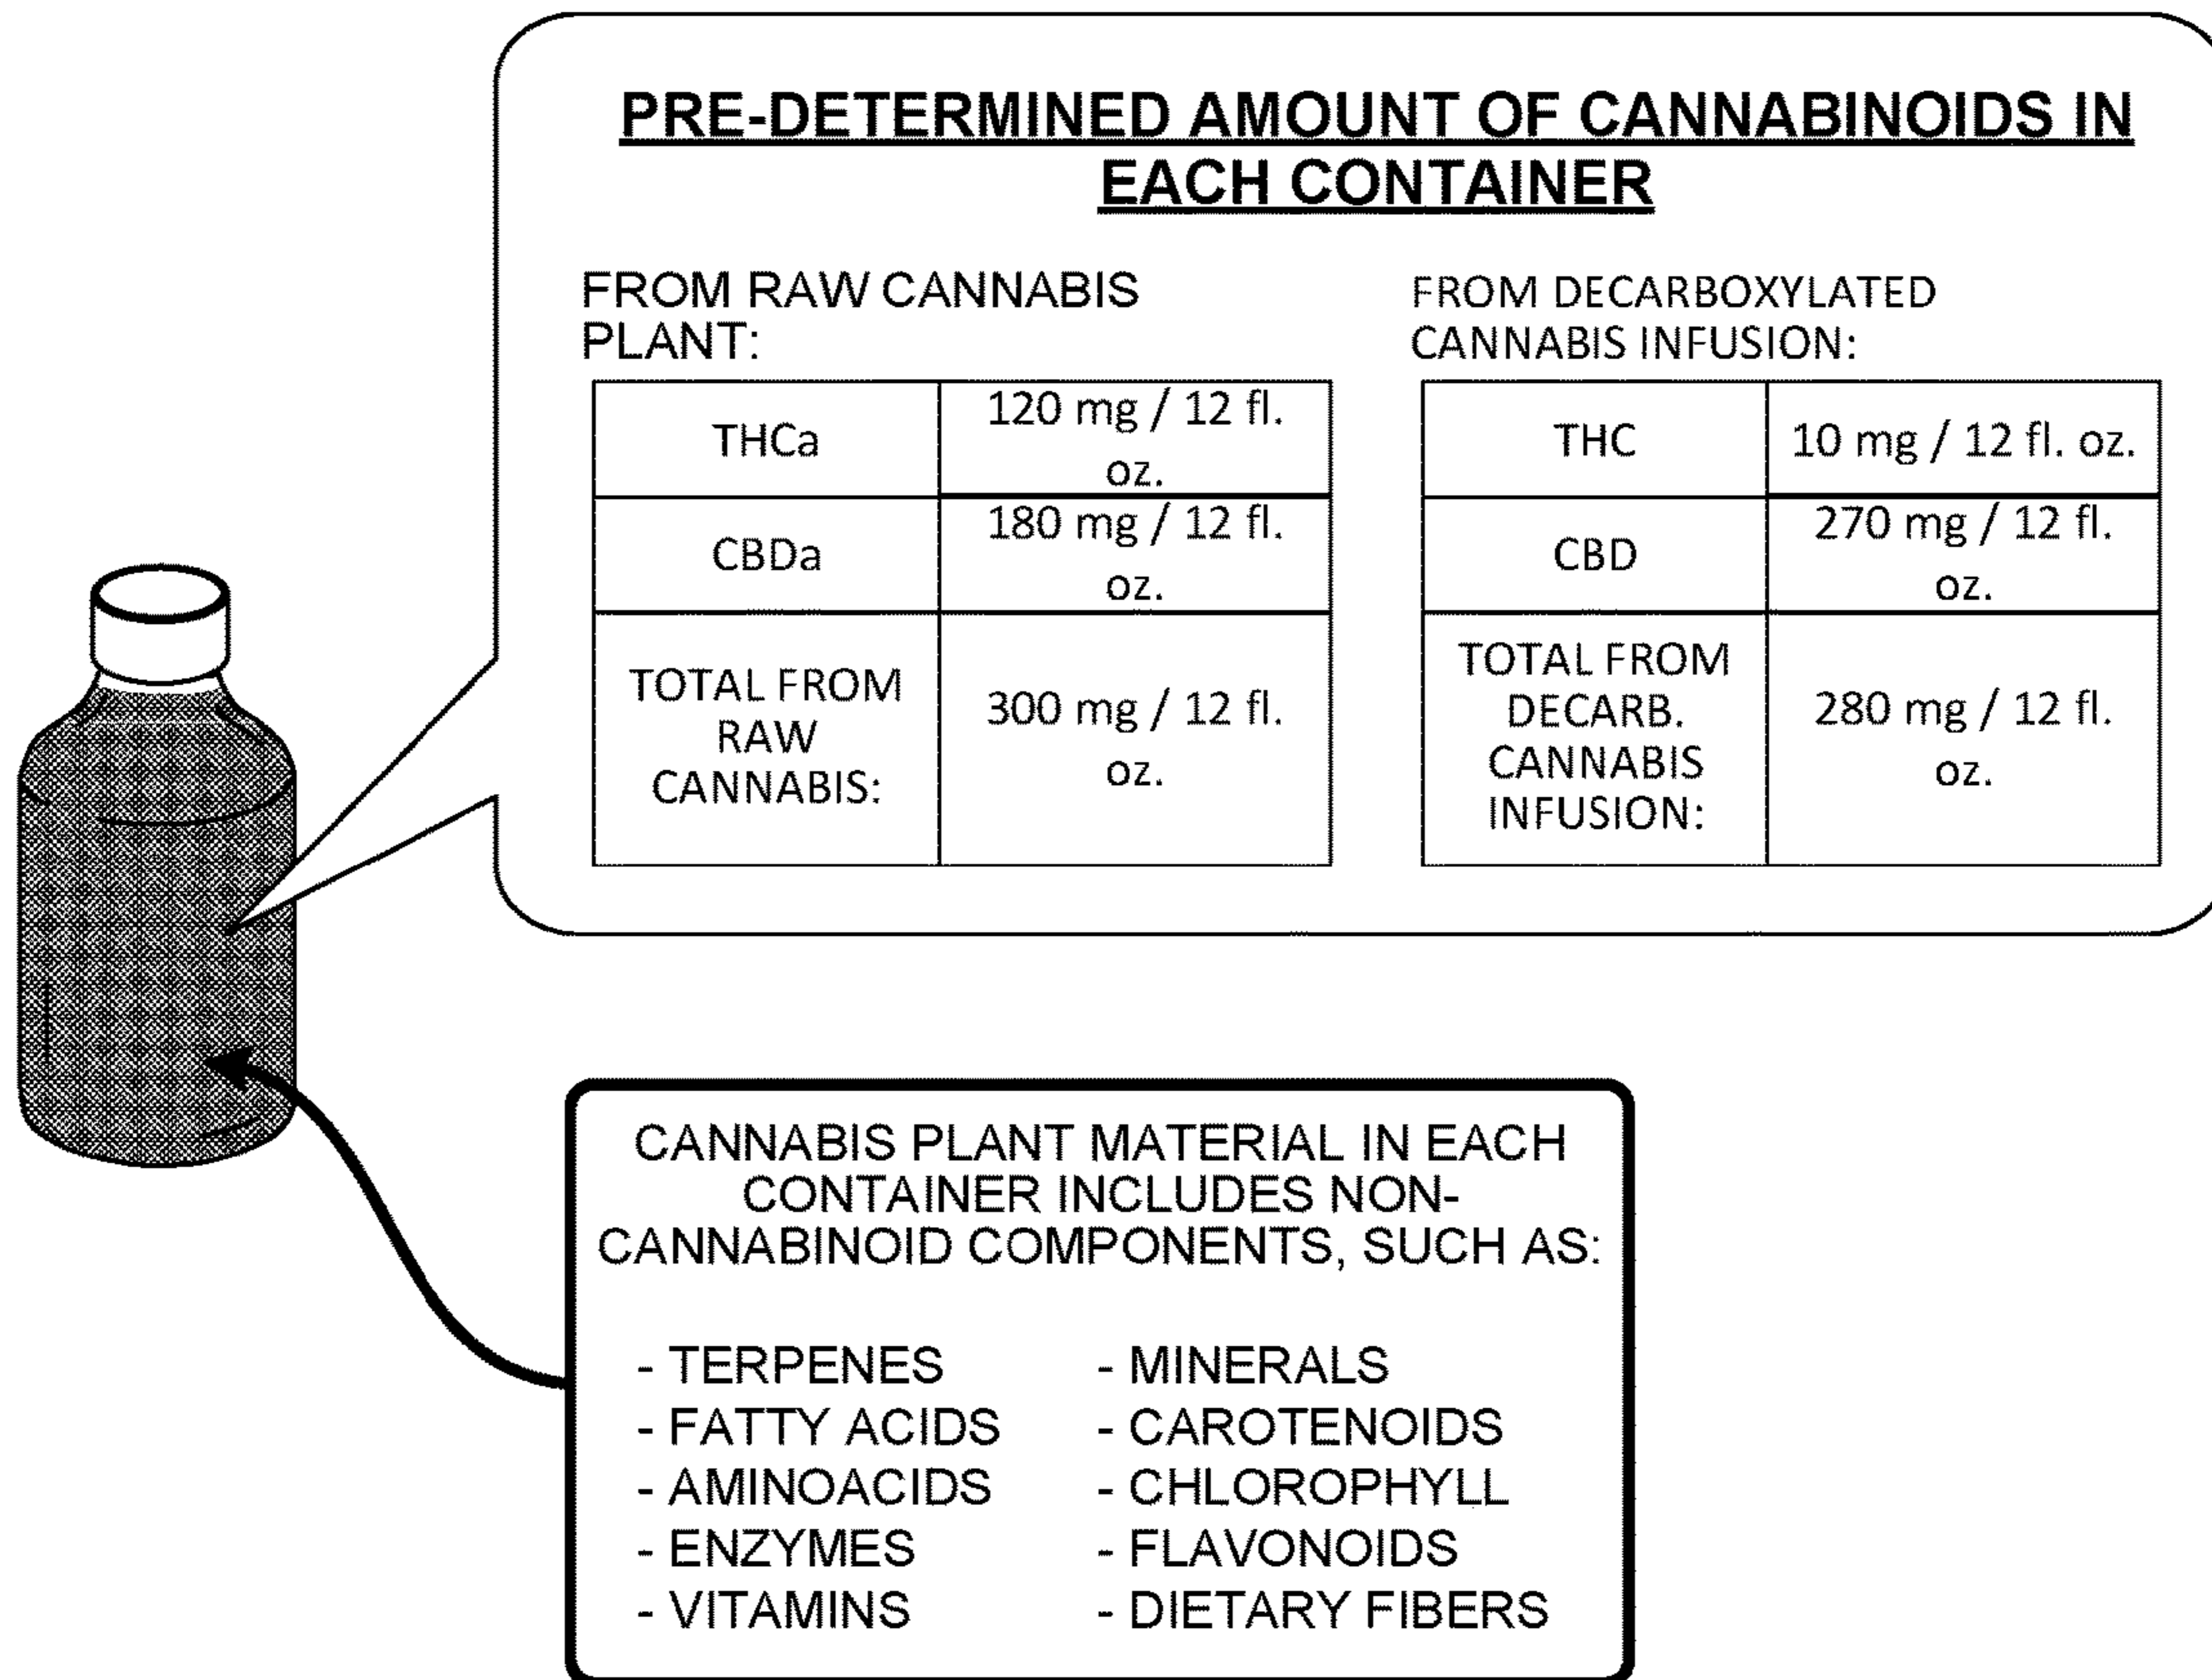 PRE-DETERMINED AMOUNT OF CANNABINOIDS IN
EACH CONTAINER
FROM RAW CANNABIS
PLANT:
THCa
120 mg / 12 fl.
oz.
CBDa
180 mg / 12 fl.
oz.
TOTAL FROM
RAW
CANNABIS:
300 mg / 12 fl.
oz.
FROM DECARBOXYLATED
CANNABIS INFUSION:
THC
10 mg / 12 fl. oz.
CBD
270 mg / 12 fl.
oz.
TOTAL FROM
DECARB.
CANNABIS
INFUSION:
280 mg / 12 fl.
oz.
CANNABIS PLANT MATERIAL IN EACH
CONTAINER INCLUDES NON-
CANNABINOID COMPONENTS, SUCH AS:
- TERPENES
- FATTY ACIDS
- AMINOACIDS
- ENZYMES
- VITAMINS
- MINERALS
- CAROTENOIDS
- CHLOROPHYLL
- FLAVONOIDS
- DIETARY FIBERS